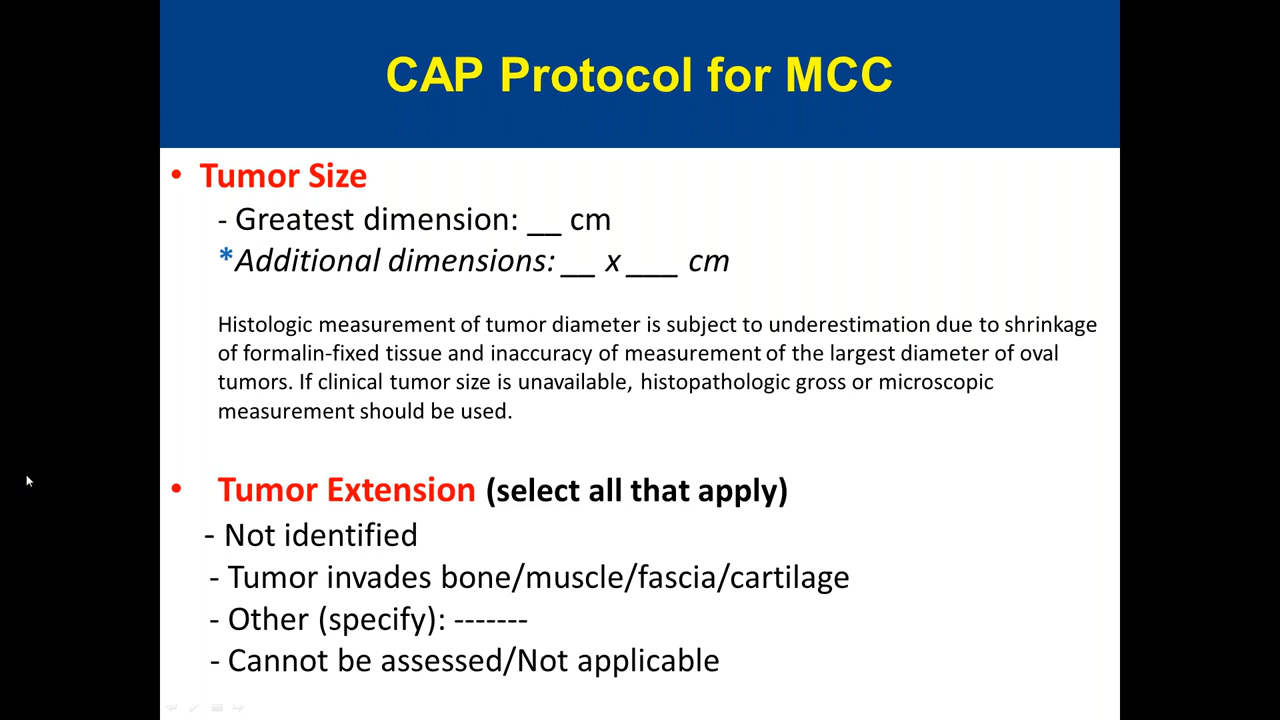 CAP Protocol for MCC
• Tumor Size
- Greatest dimension: __ cm
*Additional dimensions: __ x ___ cm
Histologic measurement of tumor diameter is subject to underestimation due to shrinkage
of formalin-fixed tissue and inaccuracy of measurement of the largest diameter of oval
tumors. If clinical tumor size is unavailable, histopathologic gross or microscopic
measurement should be used.
• Tumor Extension (select all that apply)
- Not identified
- Tumor invades bone/muscle/fascia/cartilage
- Other (specify): -------
- Cannot be assessed/Not applicable